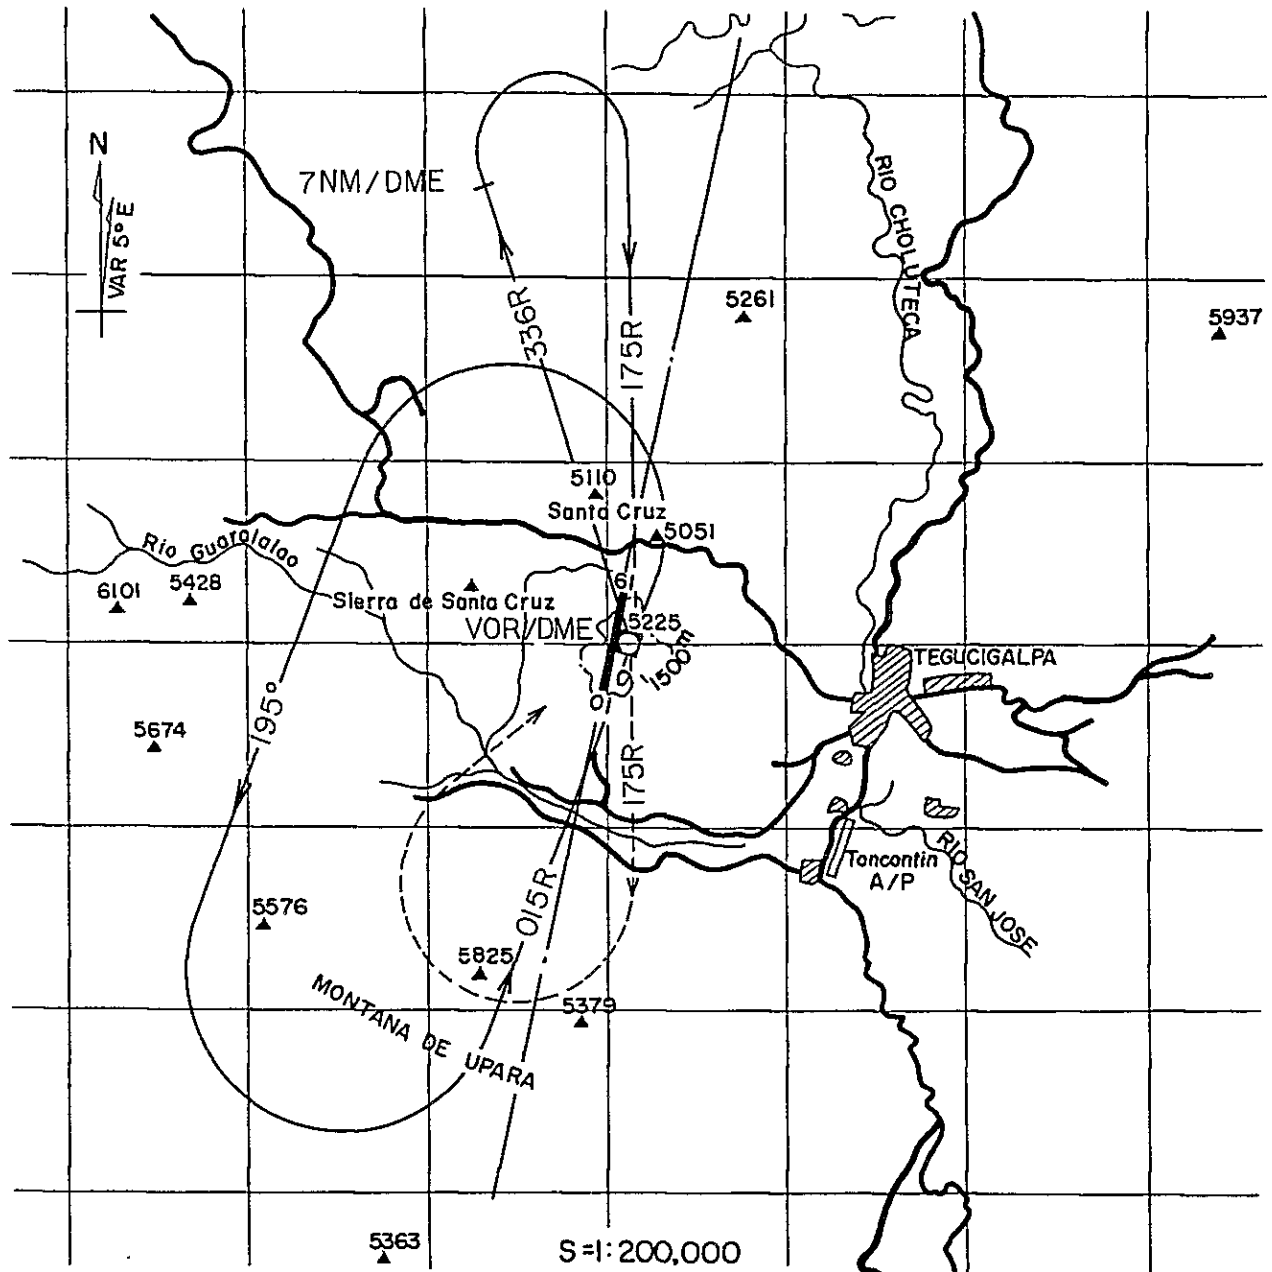 N
VAR 5°E
7NM/DME
RIO CHOLUTECA
5261
5937
336R
175R
5110
Santa Cruz
5051
Rio Guaralalao
6101
5428
Sierra de Santa Cruz
6
5225
VOR/DME
1500m
TEGUCIGALPA
0
195°
5674
175R
Toncontin
A/P
RIO SAN JOSE
015R
5576
5825
5379
MONTANA DE UPARA
5363
S=1:200,000